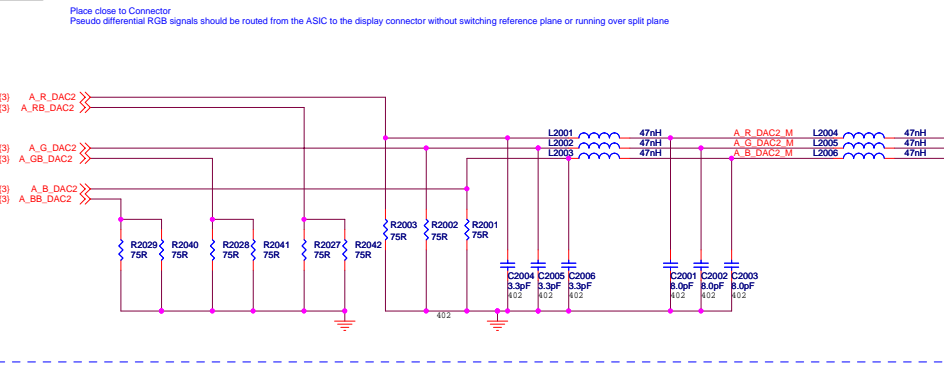 Place close to Connector
Pseudo differential RGB signals should be routed from the ASIC to the display connector without switching reference plane or running over split plane
(3) A_R_DAC2
(3) A_RB_DAC2
L2001 47nH A_R_DAC2_M L2004 47nH
(3) A_G_DAC2 L2002 47nH A_G_DAC2_M L2005 47nH
(3) A_GB_DAC2 L2003 47nH A_B_DAC2_M L2006 47nH
(3) A_B_DAC2
(3) A_BB_DAC2
R2003 R2002 R2001
75R 75R 75R
R2029 R2040 R2028 R2041 R2027 R2042
75R 75R 75R 75R 75R 75R
C2004 C2005 C2006 C2001 C2002 C2003
3.3pF 3.3pF 3.3pF 8.0pF 8.0pF 8.0pF
402 402 402 402 402 402
402